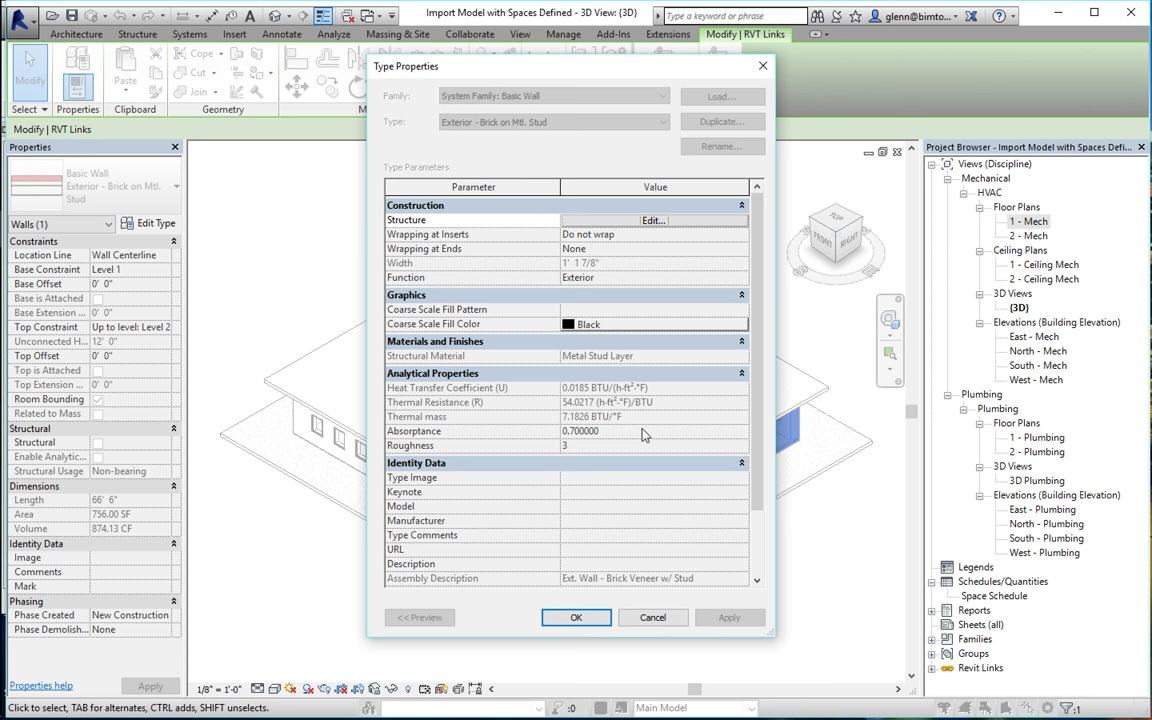 Import Model with Spaces Defined - 3D View: {3D}
Type a keyword or phrase
glenn@bimto...
Architecture
Structure
Systems
Insert
Annotate
Analyze
Massing & Site
Collaborate
View
Manage
Add-Ins
Extensions
Modify | RVT Links
Modify
Paste
Cope
Cut
Join
Select
Properties
Clipboard
Geometry
Modify | RVT Links
Properties
Basic Wall
Exterior - Brick on Mtl.
Stud
Walls (1)
Edit Type
Constraints
Location Line Wall Centerline
Base Constraint Level 1
Base Offset 0' 0"
Base is Attached
Base Extension ... 0' 0"
Top Constraint Up to level: Level 2
Unconnected H... 12' 0"
Top Offset 0' 0"
Top is Attached
Top Extension ... 0' 0"
Room Bounding
Related to Mass
Structural
Structural
Enable Analytic...
Structural Usage Non-bearing
Dimensions
Length 66' 6"
Area 756.00 SF
Volume 874.13 CF
Identity Data
Image
Comments
Mark
Phasing
Phase Created New Construction
Phase Demolish... None
Properties help
Apply
Type Properties
Family: System Family: Basic Wall
Load...
Type: Exterior - Brick on Mtl. Stud
Duplicate...
Rename...
Type Parameters
Parameter Value
Construction
Structure Edit...
Wrapping at Inserts Do not wrap
Wrapping at Ends None
Width 1' 1 7/8"
Function Exterior
Graphics
Coarse Scale Fill Pattern
Coarse Scale Fill Color Black
Materials and Finishes
Structural Material Metal Stud Layer
Analytical Properties
Heat Transfer Coefficient (U) 0.0185 BTU/(h·ft²·°F)
Thermal Resistance (R) 54.0217 (h·ft²·°F)/BTU
Thermal mass 7.1826 BTU/°F
Absorptance 0.700000
Roughness 3
Identity Data
Type Image
Keynote
Model
Manufacturer
Type Comments
URL
Description
Assembly Description Ext. Wall - Brick Veneer w/ Stud
<< Preview
OK
Cancel
Apply
TOP
FRONT
RIGHT
Project Browser - Import Model with Spaces Defi...
Views (Discipline)
Mechanical
HVAC
Floor Plans
1 - Mech
2 - Mech
Ceiling Plans
1 - Ceiling Mech
2 - Ceiling Mech
3D Views
{3D}
Elevations (Building Elevation)
East - Mech
North - Mech
South - Mech
West - Mech
Plumbing
Plumbing
Floor Plans
1 - Plumbing
2 - Plumbing
3D Views
3D Plumbing
Elevations (Building Elevation)
East - Plumbing
North - Plumbing
South - Plumbing
West - Plumbing
Legends
Schedules/Quantities
Space Schedule
Reports
Sheets (all)
Families
Groups
Revit Links
1/8" = 1'-0"
Click to select, TAB for alternates, CTRL adds, SHIFT unselects.
:0
Main Model
:1